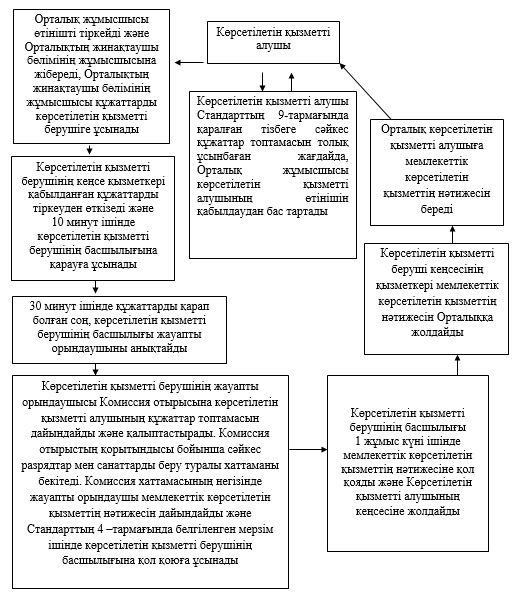 Орталық жұмысшысы
өтінішті тіркейді және
Орталықтың жинақтаушы
бөлімінің жұмысшысына
жібереді, Орталықтың
жинақтаушы бөлімінің
жұмысшысы құжаттарды
көрсетілетін қызметті
берушіге ұсынады
Көрсетілетін қызметті
алушы
Көрсетілетін қызметті алушы
Стандарттың 9-тармағында
қаралған тізбеге сәйкес
құжаттар топтамасын толық
ұсынбаған жағдайда,
Орталық жұмысшысы
көрсетілетін қызметті
алушының өтінішін
қабылдаудан бас тартады
Орталық көрсетілетін
қызметті алушыға
мемлекеттік
көрсетілетін
қызметтің нәтижесін
береді
Көрсетілетін қызметті
берушінің кеңсе қызметкері
қабылданған құжаттарды
тіркеуден өткізеді және
10 минут ішінде
көрсетілетін қызметті
берушінің басшылығына
қарауға ұсынады
Көрсетілетін қызметті
беруші кеңсесінің
қызметкері мемлекеттік
көрсетілетін қызметтің
нәтижесін Орталыққа
жолдайды
30 минут ішінде құжаттарды қарап
болған соң, көрсетілетін қызметті
берушінің басшылығы жауапты
орындаушыны анықтайды
Көрсетілетін қызметті берушінің жауапты
орындаушысы Комиссия отырысына көрсетілетін
қызметті алушының құжаттар топтамасын
дайындайды және қалыптастырады. Комиссия
отырыстың қорытындысы бойынша сәйкес
разрядтар мен санаттарды беру туралы хаттаманы
бекітеді. Комиссия хаттамасының негізінде
жауапты орындаушы мемлекеттік көрсетілетін
қызметтің нәтижесін дайындайды және
Стандарттың 4 –тармағында белгіленген мерзім
ішінде көрсетілетін қызметті берушінің
басшылығына қол қоюға ұсынады
Көрсетілетін қызметті
берушінің басшылығы
1 жұмыс күні ішінде
мемлекеттік көрсетілетін
қызметтің нәтижесіне қол
қояды және Көрсетілетін
қызметті алушының
кеңсесіне жолдайды